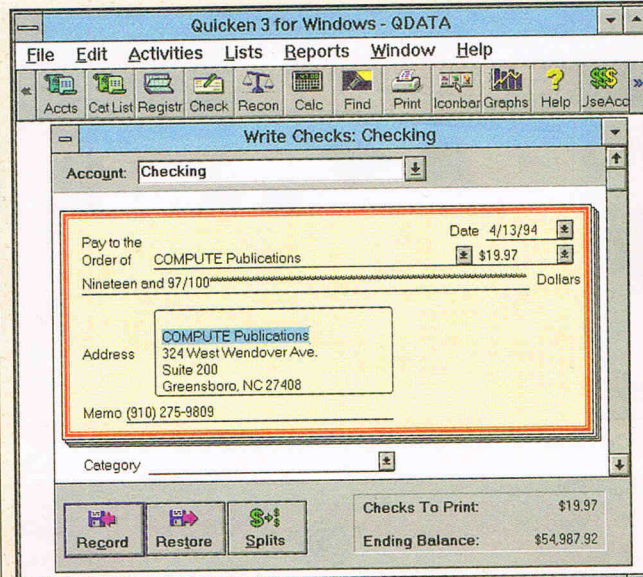 Quicken 3 for Windows - QDATA
File Edit Activities Lists Reports Window Help
Accts Cat List Registr Check Recon Calc Find Print Iconbar Graphs Help UseAcc
Write Checks: Checking
Account: Checking
Date 4/13/94
Pay to the
Order of COMPUTE Publications $19.97
Nineteen and 97/100**************************************** Dollars
COMPUTE Publications
Address 324 West Wendover Ave.
Suite 200
Greensboro, NC 27408
Memo (910) 275-9809
Category
Checks To Print: $19.97
Record Restore Splits
Ending Balance: $54,987.92